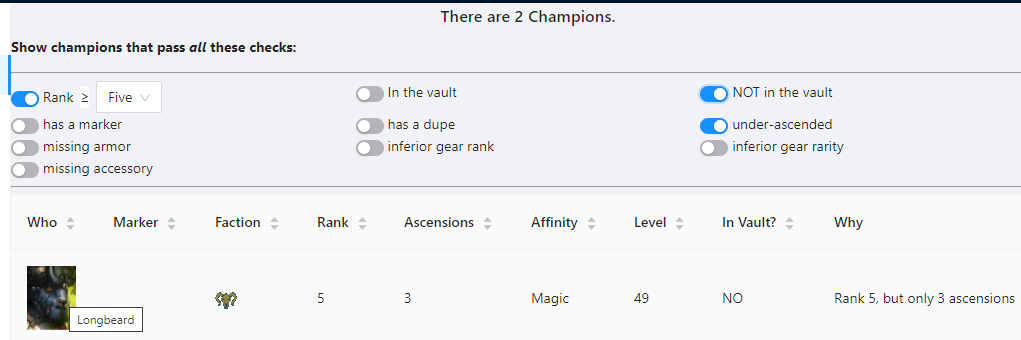 There are 2 Champions.
Show champions that pass all these checks:
Rank ≥ Five In the vault NOT in the vault
has a marker has a dupe under-ascended
missing armor inferior gear rank inferior gear rarity
missing accessory
Who Marker Faction Rank Ascensions Affinity Level In Vault? Why
5 3 Magic 49 NO Rank 5, but only 3 ascensions
Longbeard